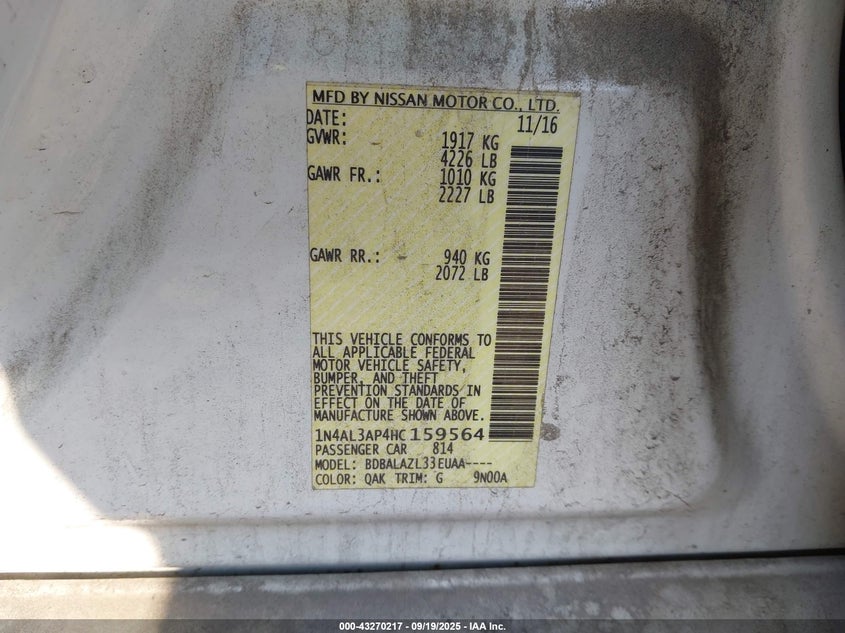 MFD BY NISSAN MOTOR CO., LTD.
DATE: 11/16
GVWR: 1917 KG
4226 LB
GAWR FR.: 1010 KG
2227 LB
GAWR RR.: 940 KG
2072 LB
THIS VEHICLE CONFORMS TO
ALL APPLICABLE FEDERAL
MOTOR VEHICLE SAFETY,
BUMPER, AND THEFT
PREVENTION STANDARDS IN
EFFECT ON THE DATE OF
MANUFACTURE SHOWN ABOVE.
1N4AL3AP4HC159564
PASSENGER CAR 814
MODEL: BDBALAZL33EUAA----
COLOR: QAK TRIM: G 9N00A
000-43270217 - 09/19/2025 - IAA Inc.